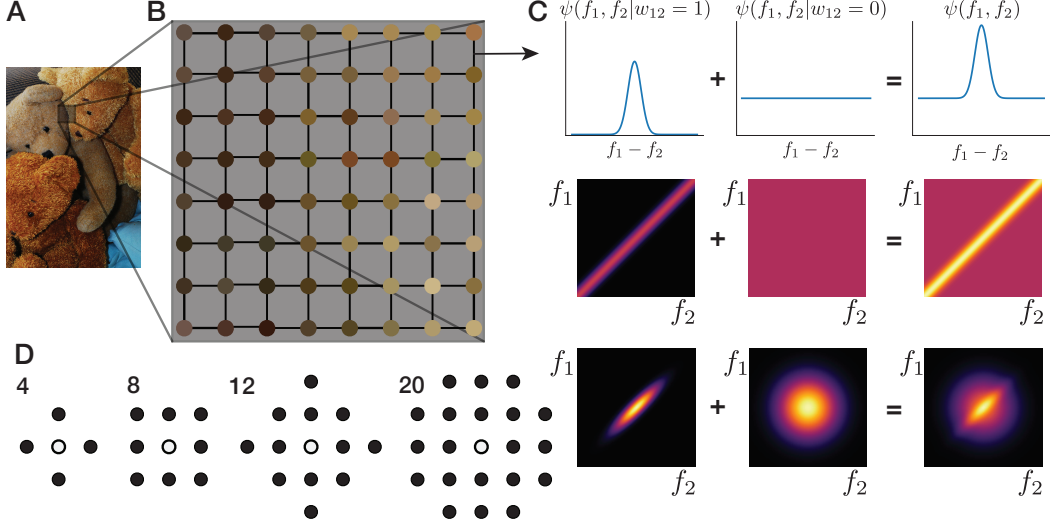 A
B
C
ψ(f₁, f₂|w₁₂ = 1)
ψ(f₁, f₂|w₁₂ = 0)
ψ(f₁, f₂)
+
=
f₁ − f₂
f₁ − f₂
f₁ − f₂
f₁
f₁
f₁
+
=
f₂
f₂
f₂
D
4
8
12
20
f₁
f₁
f₁
+
=
f₂
f₂
f₂